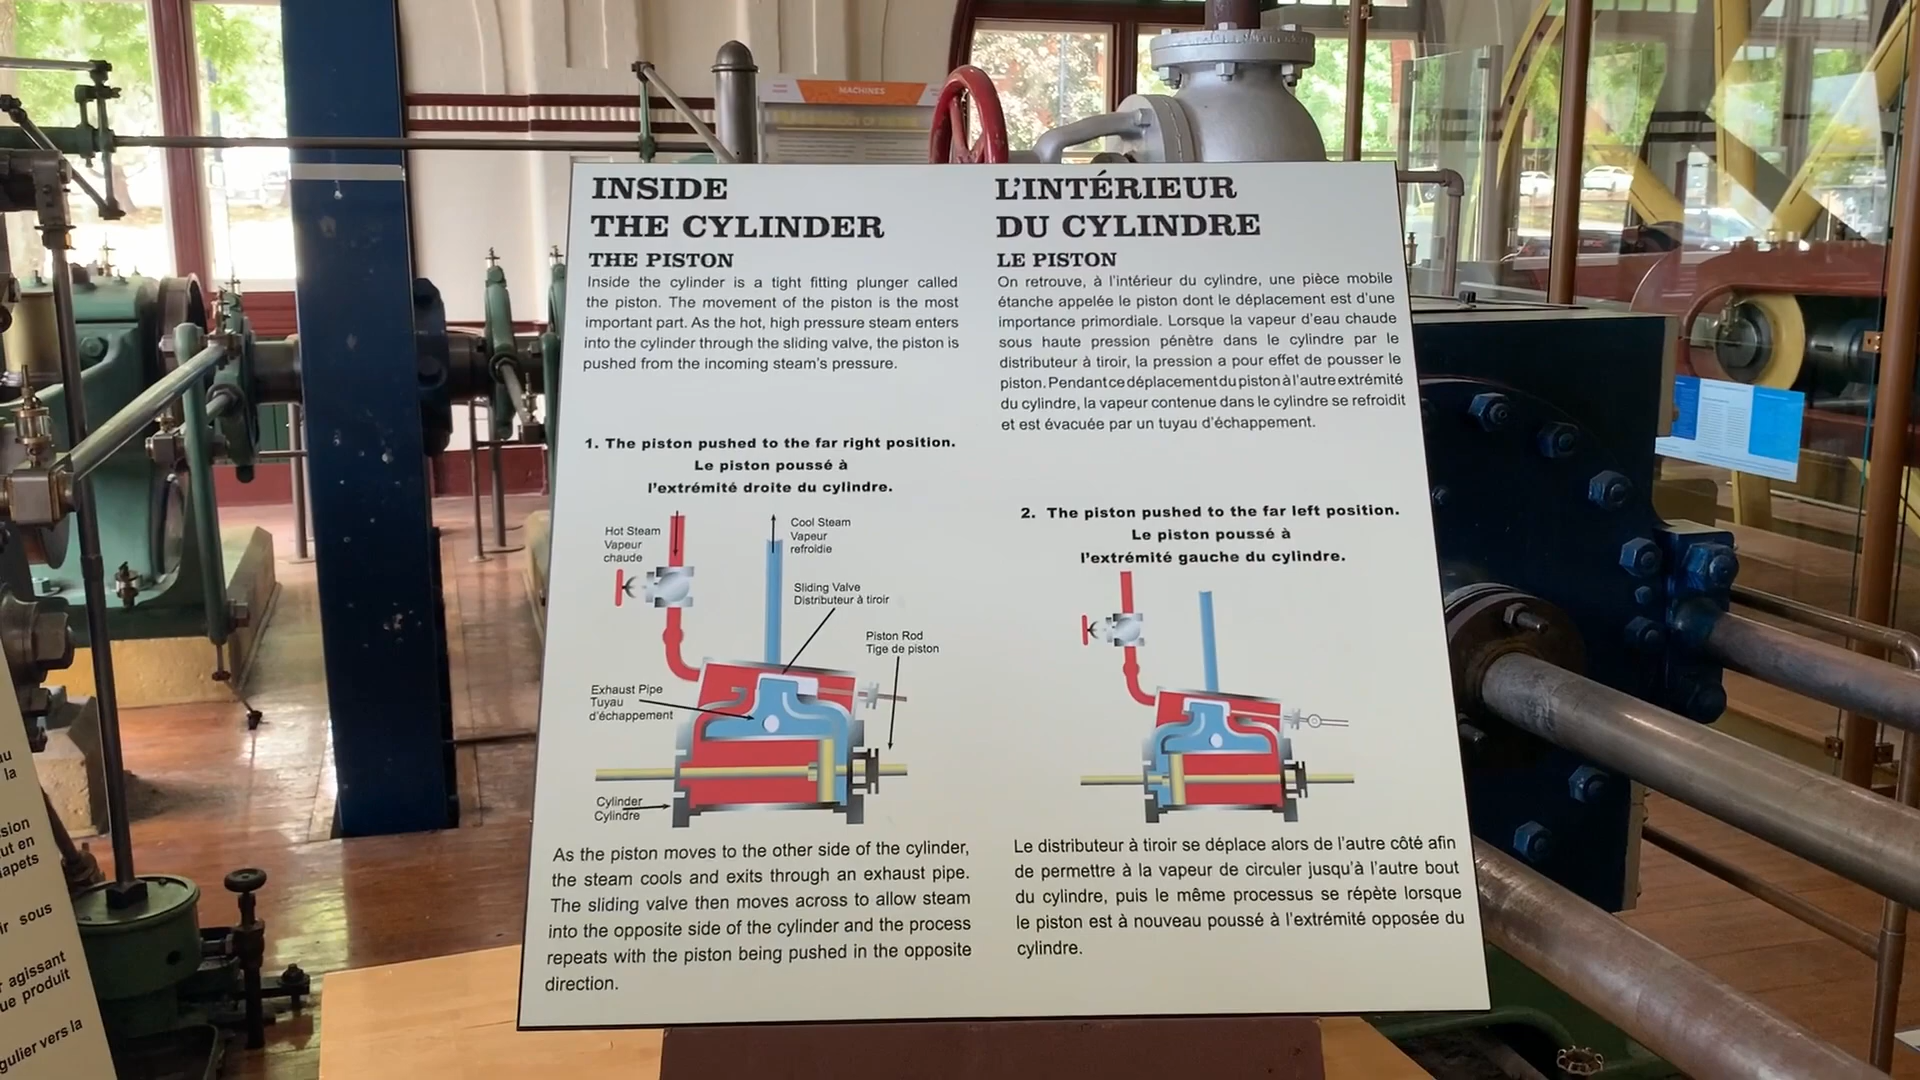 MACHINES
INSIDE
THE CYLINDER
THE PISTON
Inside the cylinder is a tight fitting plunger called
the piston. The movement of the piston is the most
important part. As the hot, high pressure steam enters
into the cylinder through the sliding valve, the piston is
pushed from the incoming steam's pressure.
1. The piston pushed to the far right position.
Le piston poussé à
l'extrémité droite du cylindre.
Hot Steam
Vapeur
chaude
Cool Steam
Vapeur
refroidie
Sliding Valve
Distributeur à tiroir
Piston Rod
Tige de piston
Exhaust Pipe
Tuyau
d'échappement
Cylinder
Cylindre
As the piston moves to the other side of the cylinder,
the steam cools and exits through an exhaust pipe.
The sliding valve then moves across to allow steam
into the opposite side of the cylinder and the process
repeats with the piston being pushed in the opposite
direction.
L'INTÉRIEUR
DU CYLINDRE
LE PISTON
On retrouve, à l'intérieur du cylindre, une pièce mobile
étanche appelée le piston dont le déplacement est d'une
importance primordiale. Lorsque la vapeur d'eau chaude
sous haute pression pénètre dans le cylindre par le
distributeur à tiroir, la pression a pour effet de pousser le
piston. Pendant ce déplacement du piston à l'autre extrémité
du cylindre, la vapeur contenue dans le cylindre se refroidit
et est évacuée par un tuyau d'échappement.
2. The piston pushed to the far left position.
Le piston poussé à
l'extrémité gauche du cylindre.
Le distributeur à tiroir se déplace alors de l'autre côté afin
de permettre à la vapeur de circuler jusqu'à l'autre bout
du cylindre, puis le même processus se répète lorsque
le piston est à nouveau poussé à l'extrémité opposée du
cylindre.
la
ut en
sous
agissant
produit
vers la